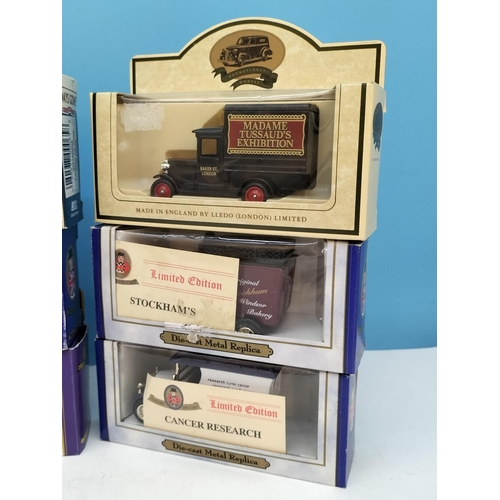 MADAME
TUSSAUD'S
EXHIBITION
BAKER ST.
LONDON
MADE IN ENGLAND BY LLEDO (LONDON) LIMITED
Limited Edition
STOCKHAM'S
Windsor
Bakery
Die-cast Metal Replica
Limited Edition
CANCER RESEARCH
Die-cast Metal Replica